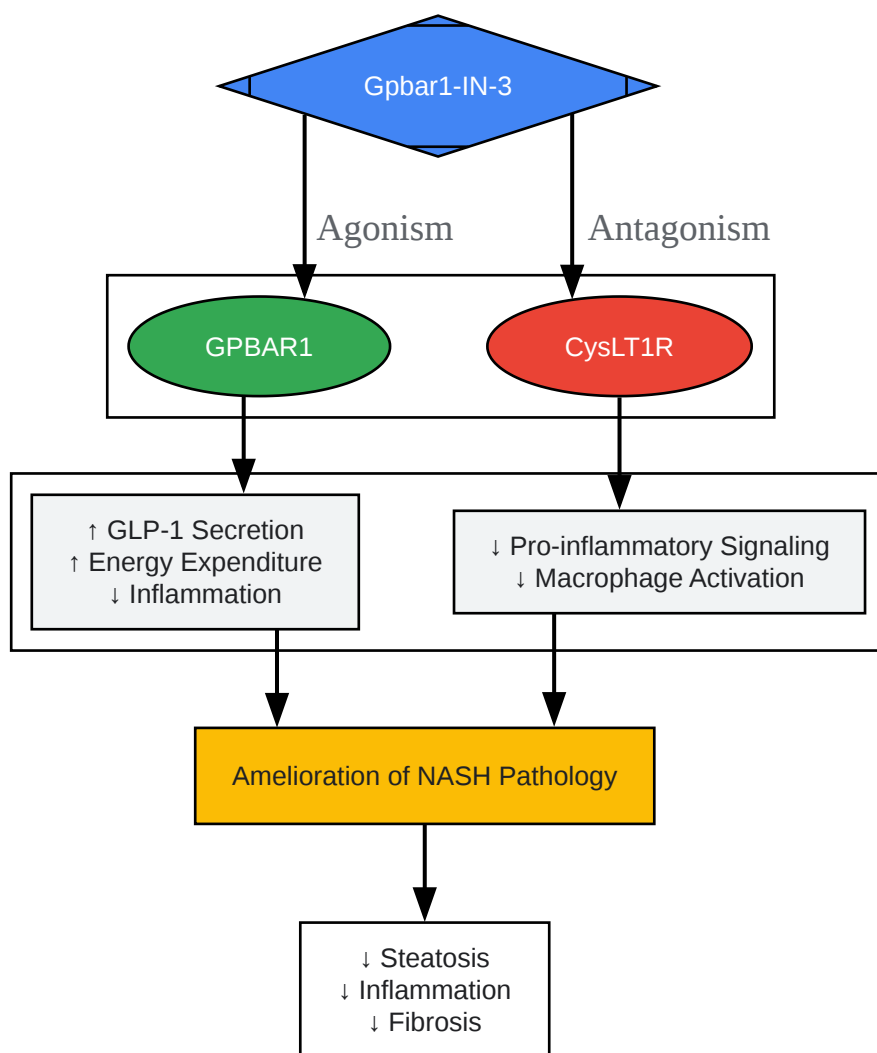 Gpbar1-IN-3
Agonism
Antagonism
GPBAR1
CysLT1R
↑ GLP-1 Secretion
↑ Energy Expenditure
↓ Inflammation
↓ Pro-inflammatory Signaling
↓ Macrophage Activation
Amelioration of NASH Pathology
↓ Steatosis
↓ Inflammation
↓ Fibrosis